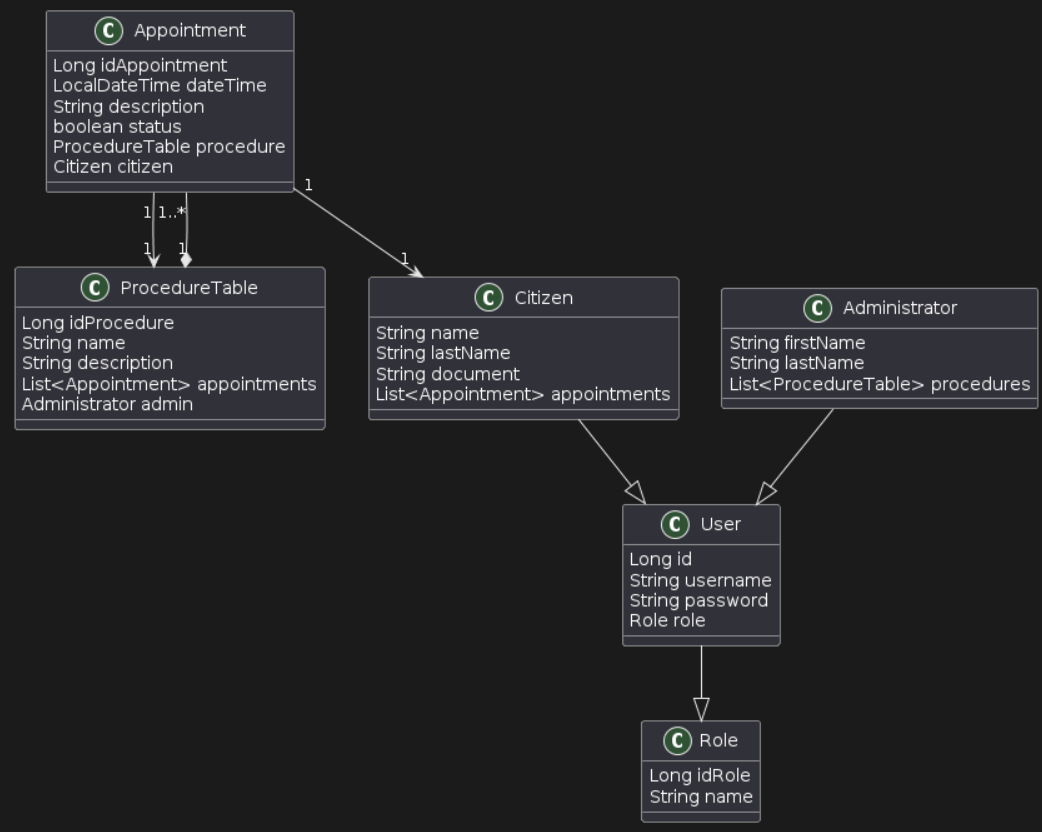 C Appointment
Long idAppointment
LocalDateTime dateTime
String description
boolean status
ProcedureTable procedure
Citizen citizen
1 1..*
1 1
1
1
C ProcedureTable
Long idProcedure
String name
String description
List<Appointment> appointments
Administrator admin
C Citizen
String name
String lastName
String document
List<Appointment> appointments
C Administrator
String firstName
String lastName
List<ProcedureTable> procedures
C User
Long id
String username
String password
Role role
C Role
Long idRole
String name